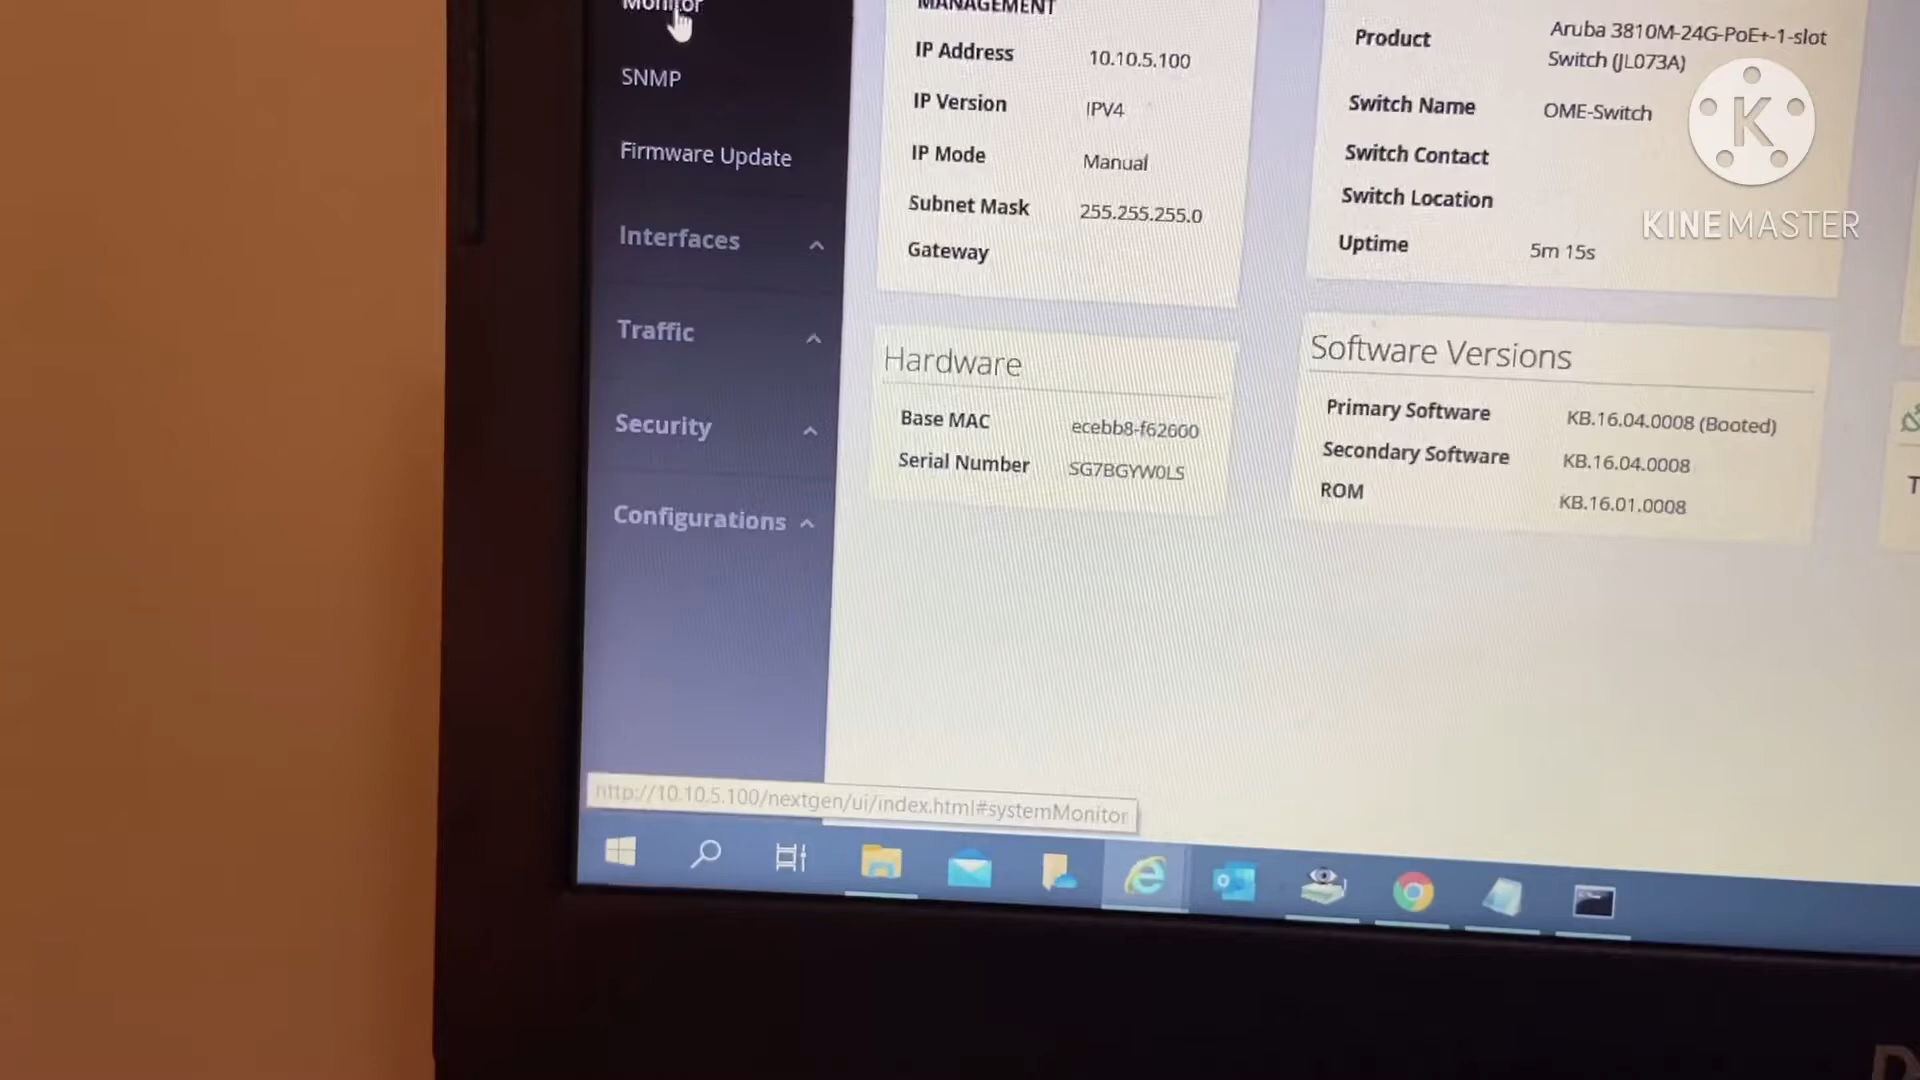 Monitor
SNMP
Firmware Update
Interfaces
Traffic
Security
Configurations
MANAGEMENT
IP Address 10.10.5.100
IP Version IPV4
IP Mode Manual
Subnet Mask 255.255.255.0
Gateway
Hardware
Base MAC ecebb8-f62600
Serial Number SG7BGYW0LS
Product Aruba 3810M-24G-PoE+-1-slot
Switch (JL073A)
Switch Name OME-Switch
Switch Contact
Switch Location
Uptime 5m 15s
Software Versions
Primary Software KB.16.04.0008 (Booted)
Secondary Software KB.16.04.0008
ROM KB.16.01.0008
http://10.10.5.100/nextgen/ui/index.html#systemMonitor
K
KINEMASTER